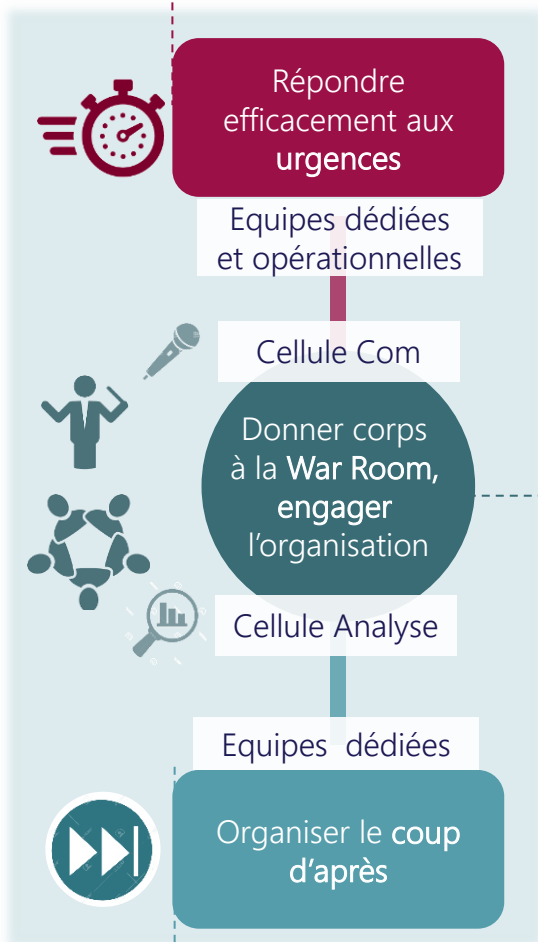 Répondre
efficacement aux
urgences
Equipes dédiées
et opérationnelles
Cellule Com
Donner corps
à la War Room,
engager
l'organisation
Cellule Analyse
Equipes dédiées
Organiser le coup
d'après